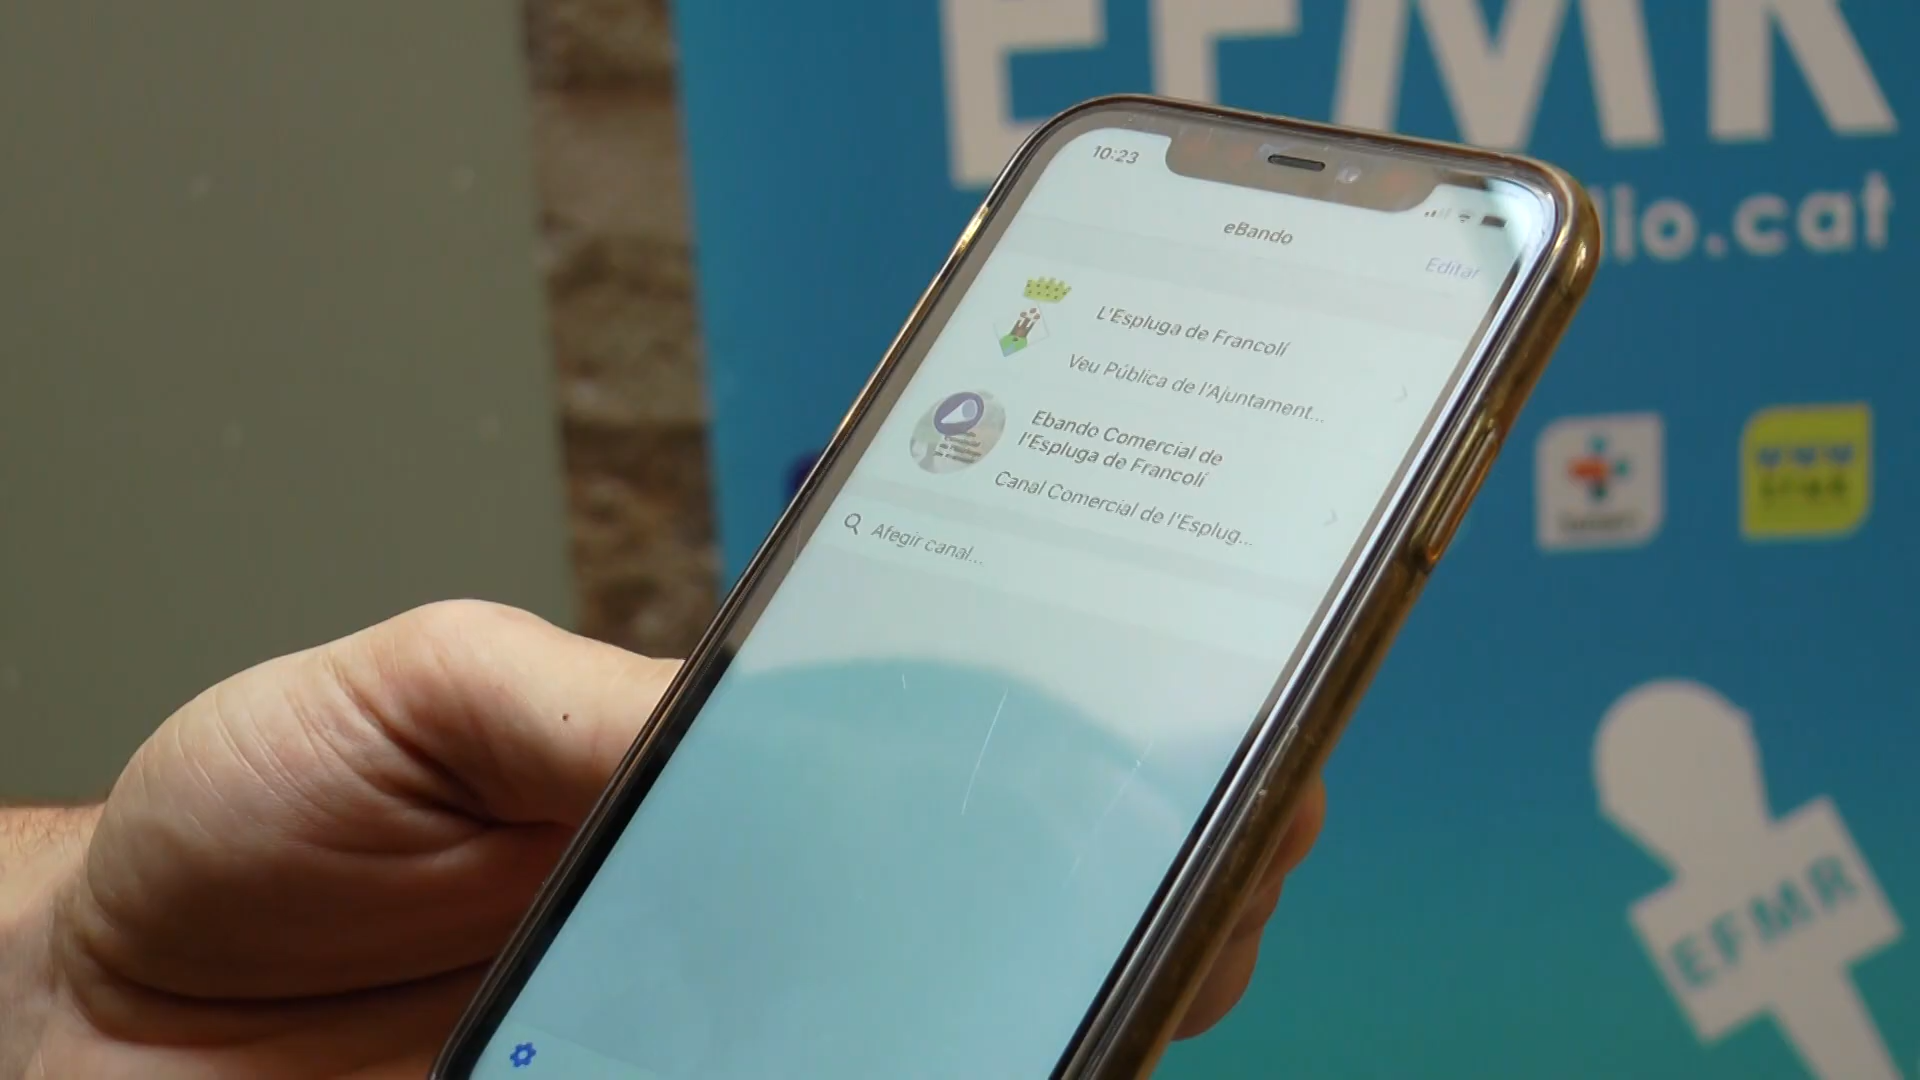 EFMR
dio.cat
10:23
eBando
Editar
L'Espluga de Francolí
Veu Pública de l'Ajuntament...
Ebando Comercial de
l'Espluga de Francolí
Canal Comercial de l'Esplug...
Afegir canal...
EFMR